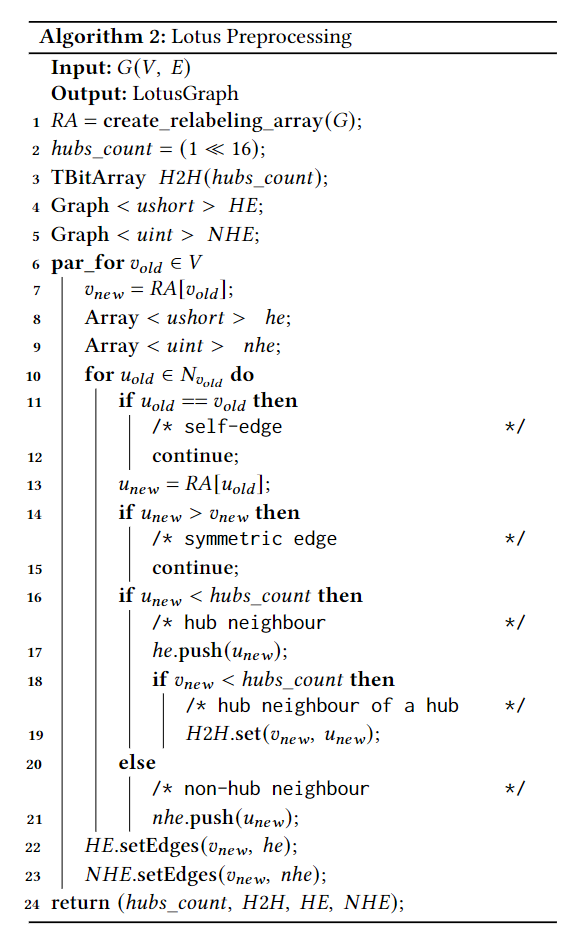 Algorithm 2: Lotus Preprocessing
Input: G(V, E)
Output: LotusGraph
1 RA = create_relabeling_array(G);
2 hubs_count = (1 ≪ 16);
3 TBitArray H2H(hubs_count);
4 Graph < ushort > HE;
5 Graph < uint > NHE;
6 par_for v_old ∈ V
7 v_new = RA[v_old];
8 Array < ushort > he;
9 Array < uint > nhe;
10 for u_old ∈ N_v_old do
11 if u_old == v_old then
/* self-edge */
12 continue;
13 u_new = RA[u_old];
14 if u_new > v_new then
/* symmetric edge */
15 continue;
16 if u_new < hubs_count then
/* hub neighbour */
17 he.push(u_new);
18 if v_new < hubs_count then
/* hub neighbour of a hub */
19 H2H.set(v_new, u_new);
20 else
/* non-hub neighbour */
21 nhe.push(u_new);
22 HE.setEdges(v_new, he);
23 NHE.setEdges(v_new, nhe);
24 return (hubs_count, H2H, HE, NHE);